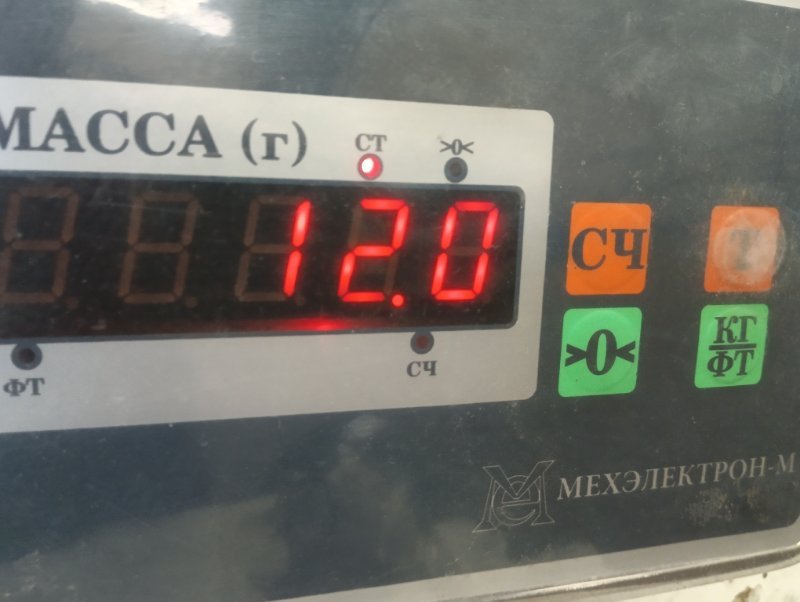 МАССА (г)
СТ
>0<
12.0
ФТ
СЧ
СЧ
Т
>0<
КГ
ФТ
МЕХЭЛЕКТРОН-М